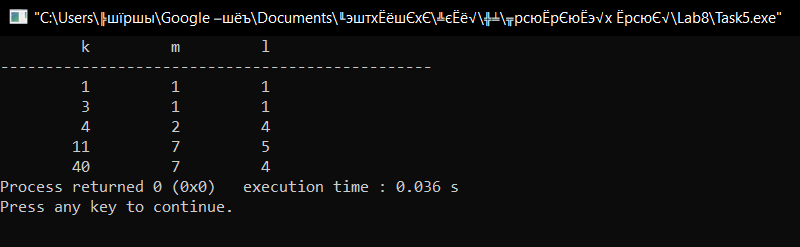 "C:\Users\╠шїршы\Google –шёъ\Documents\╙эштхЁёшЄхЄ\╩єЁё√\╬╧\╦рсюЁрЄюЁэ√х ЁрсюЄ√\Lab8\Task5.exe"
k m l
-----------------------------------------------
1 1 1
3 1 1
4 2 4
11 7 5
40 7 4
Process returned 0 (0x0) execution time : 0.036 s
Press any key to continue.